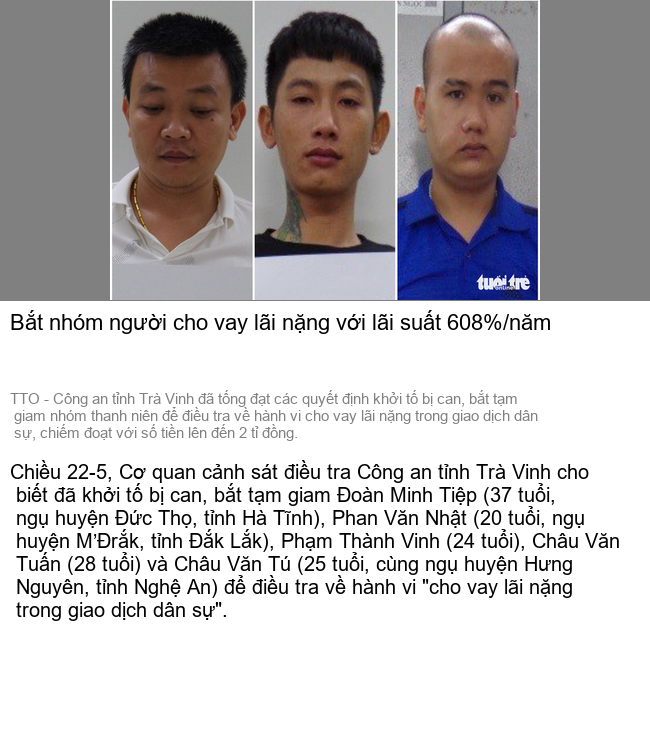 tuổi trẻ
online
Bắt nhóm người cho vay lãi nặng với lãi suất 608%/năm
TTO - Công an tỉnh Trà Vinh đã tống đạt các quyết định khởi tố bị can, bắt tạm
giam nhóm thanh niên để điều tra về hành vi cho vay lãi nặng trong giao dịch dân
sự, chiếm đoạt với số tiền lên đến 2 tỉ đồng.
Chiều 22-5, Cơ quan cảnh sát điều tra Công an tỉnh Trà Vinh cho
biết đã khởi tố bị can, bắt tạm giam Đoàn Minh Tiệp (37 tuổi,
ngụ huyện Đức Thọ, tỉnh Hà Tĩnh), Phan Văn Nhật (20 tuổi, ngụ
huyện M’Đrắk, tỉnh Đắk Lắk), Phạm Thành Vinh (24 tuổi), Châu Văn
Tuấn (28 tuổi) và Châu Văn Tú (25 tuổi, cùng ngụ huyện Hưng
Nguyên, tỉnh Nghệ An) để điều tra về hành vi "cho vay lãi nặng
trong giao dịch dân sự".